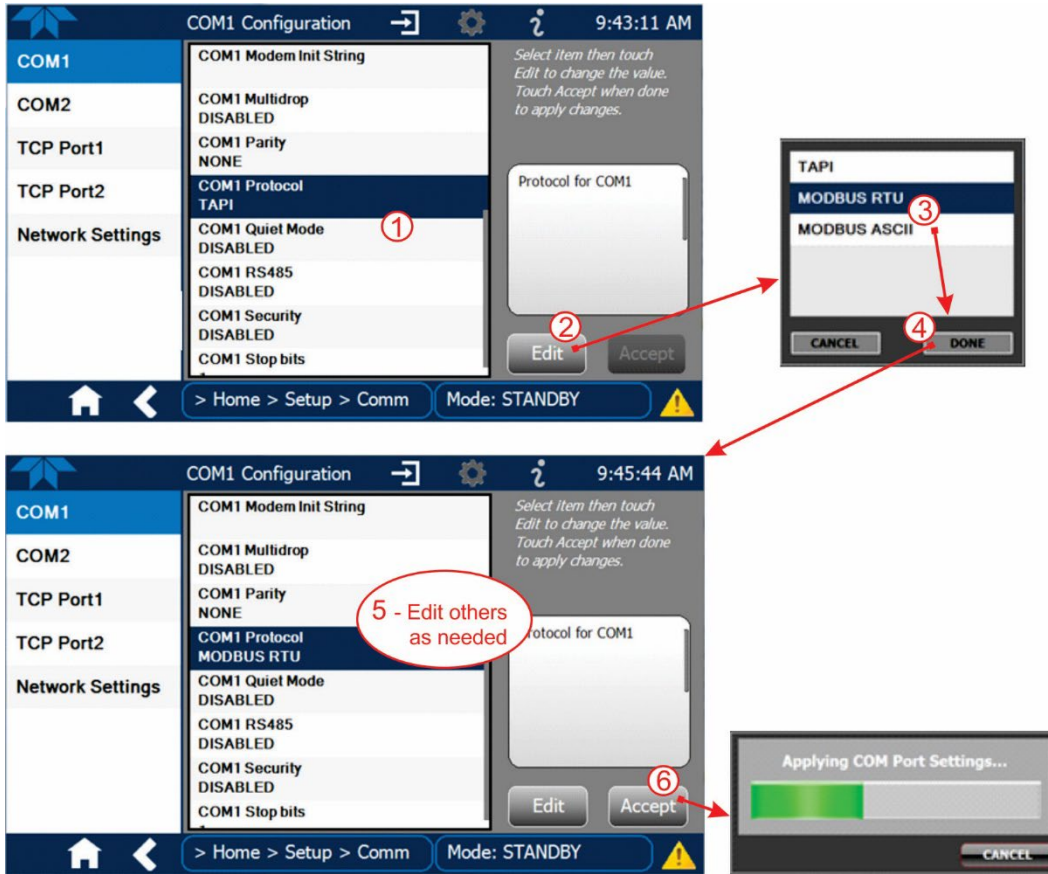 COM1 Configuration
9:43:11 AM
COM1
COM2
TCP Port1
TCP Port2
Network Settings
COM1 Modem Init String
COM1 Multidrop
DISABLED
COM1 Parity
NONE
COM1 Protocol
TAPI
COM1 Quiet Mode
DISABLED
COM1 RS485
DISABLED
COM1 Security
DISABLED
COM1 Stop bits
1
Select item then touch
Edit to change the value.
Touch Accept when done
to apply changes.
Protocol for COM1
2
Edit
Accept
> Home > Setup > Comm
Mode: STANDBY
TAPI
MODBUS RTU
3
MODBUS ASCII
4
CANCEL
DONE
COM1 Configuration
9:45:44 AM
COM1
COM2
TCP Port1
TCP Port2
Network Settings
COM1 Modem Init String
COM1 Multidrop
DISABLED
COM1 Parity
NONE
COM1 Protocol
MODBUS RTU
COM1 Quiet Mode
DISABLED
COM1 RS485
DISABLED
COM1 Security
DISABLED
COM1 Stop bits
5 - Edit others
as needed
Select item then touch
Edit to change the value.
Touch Accept when done
to apply changes.
rotocol for COM1
6
Edit
Accept
> Home > Setup > Comm
Mode: STANDBY
Applying COM Port Settings...
CANCEL